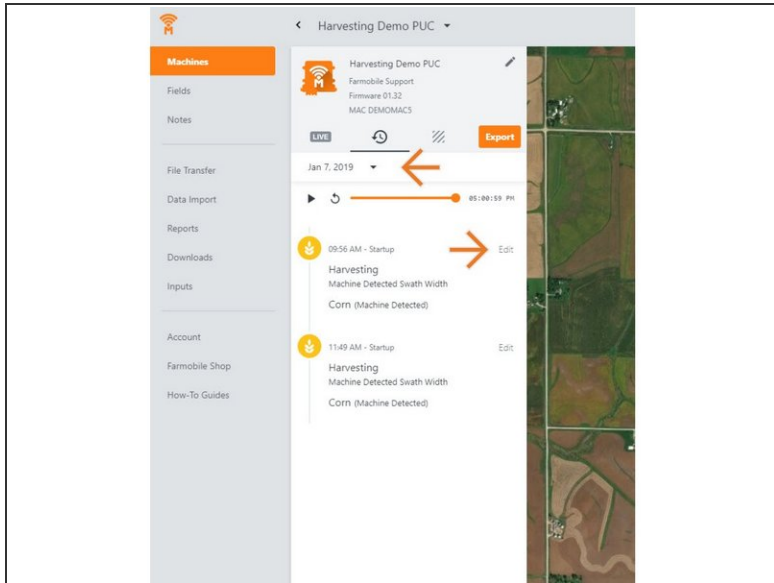 Harvesting Demo PUC
Machines
Fields
Notes
File Transfer
Data Import
Reports
Downloads
Inputs
Account
Farmobile Shop
How-To Guides
Harvesting Demo PUC
Farmobile Support
Firmware 01.32
MAC DEMOMAC5
LIVE
Export
Jan 7, 2019
05:00:59 PM
09:56 AM - Startup
Edit
Harvesting
Machine Detected Swath Width
Corn (Machine Detected)
11:49 AM - Startup
Edit
Harvesting
Machine Detected Swath Width
Corn (Machine Detected)